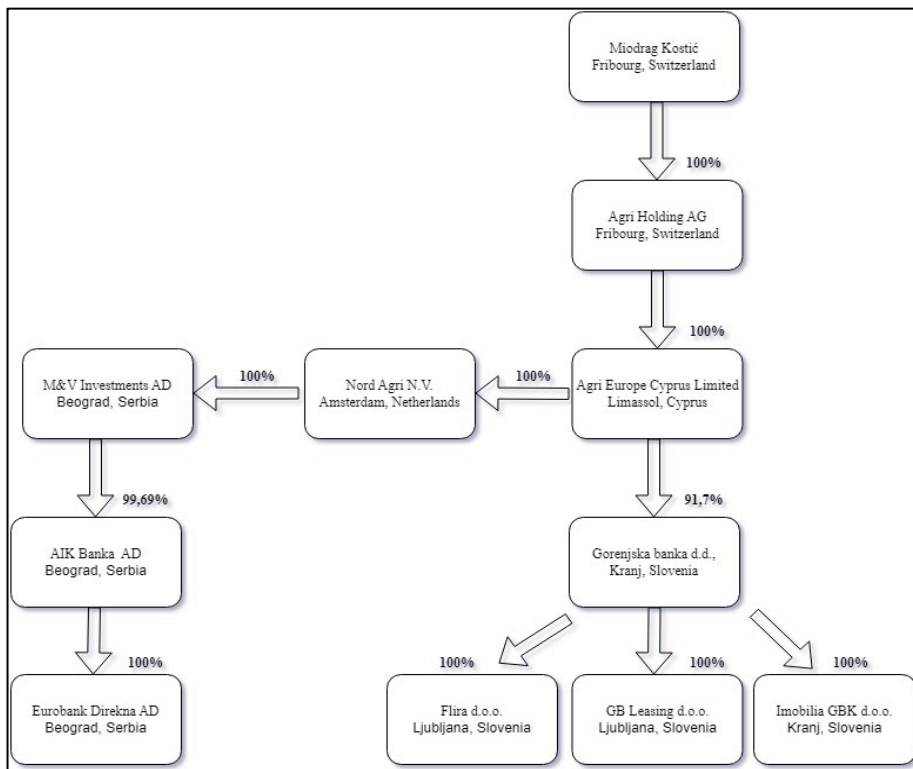 Miodrag Kostić
Fribourg, Switzerland
100%
Agri Holding AG
Fribourg, Switzerland
100%
M&V Investments AD
Beograd, Serbia
100%
Nord Agri N.V.
Amsterdam, Netherlands
100%
Agri Europe Cyprus Limited
Limassol, Cyprus
99,69%
91,7%
AIK Banka AD
Beograd, Serbia
Gorenjska banka d.d.,
Kranj, Slovenia
100%
100%
100%
100%
Eurobank Direkna AD
Beograd, Serbia
Flira d.o.o.
Ljubljana, Slovenia
GB Leasing d.o.o.
Ljubljana, Slovenia
Imobilia GBK d.o.o.
Kranj, Slovenia